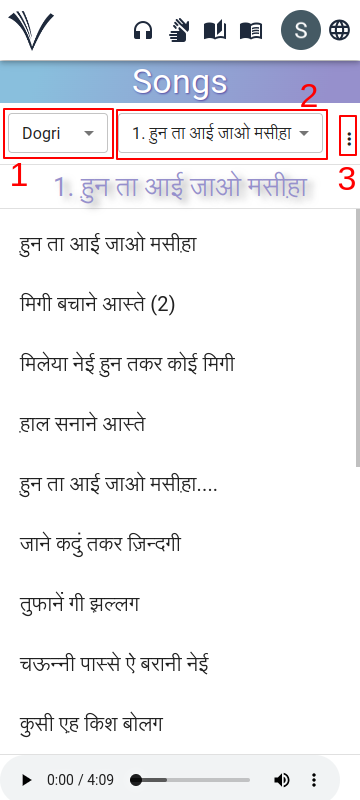 S
Songs
2
Dogri
1. हुन ता आई जाओ मसीह़ा
1
3
1. हु़न ता आई जाओ मसीह़ा
हु़न ता आई जाओ मसीह़ा
मिगी बचाने आस्ते (2)
मिलेया नेई हु़न तकर कोई मिगी
ह़ाल सनाने आस्ते
हु़न ता आई जाओ मसीह़ा....
जाने कदुं तकर ज़िन्दगी
तुफानें गी झ़ल्लग
चऊन्नी पास्से ऐ बरानी नेई
कुसी एह़ किश बोलग
0:00 / 4:09